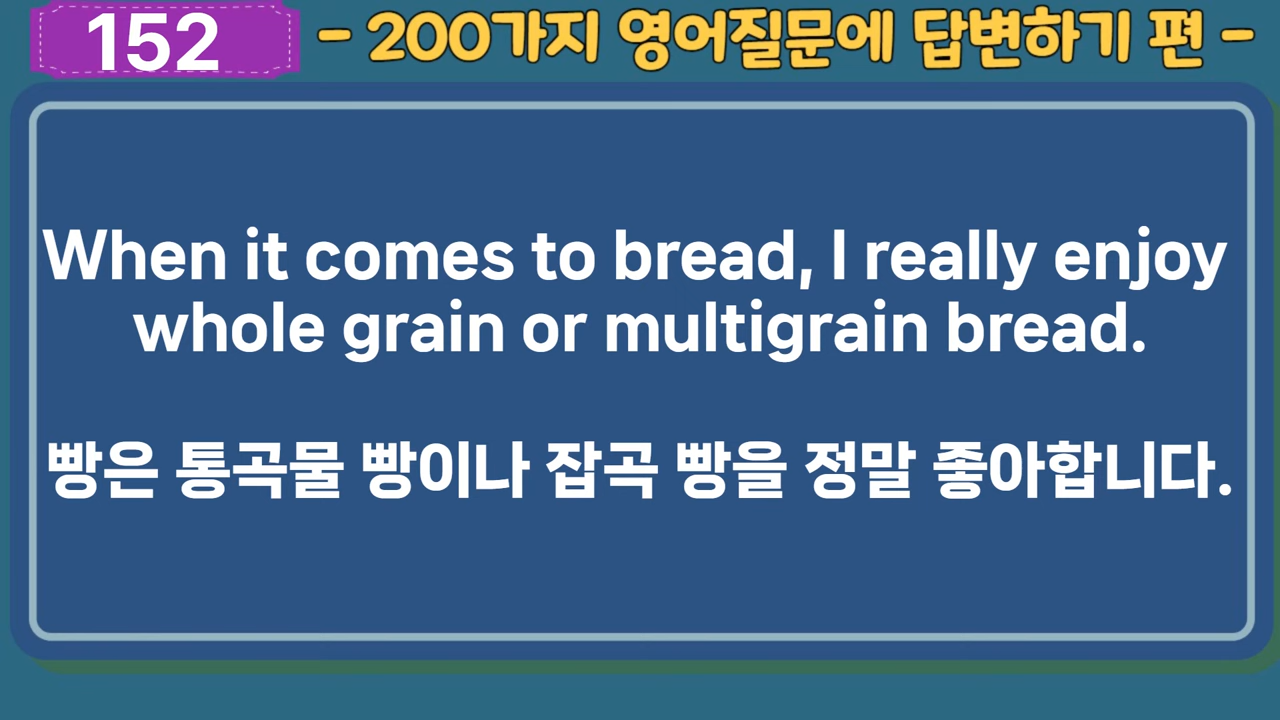 152
- 200가지 영어질문에 답변하기 편 -
When it comes to bread, I really enjoy
whole grain or multigrain bread.
빵은 통곡물 빵이나 잡곡 빵을 정말 좋아합니다.